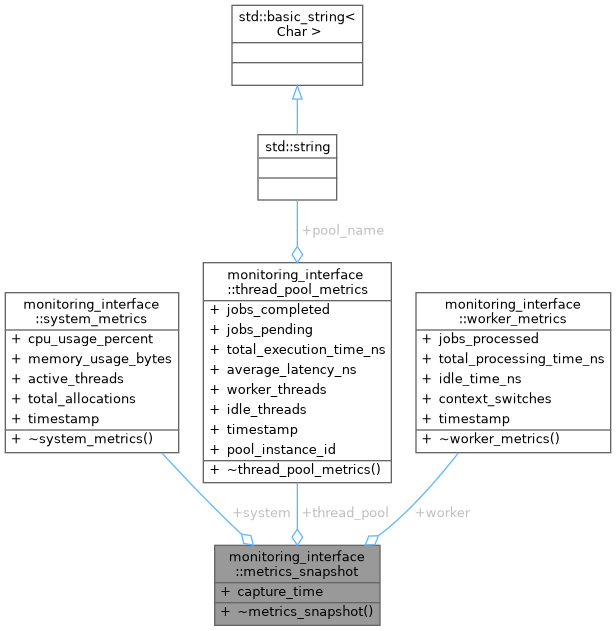 std::basic_string<
Char >
std::string
+pool_name
monitoring_interface
::thread_pool_metrics
+ jobs_completed
+ jobs_pending
+ total_execution_time_ns
+ average_latency_ns
+ worker_threads
+ idle_threads
+ timestamp
+ pool_instance_id
+ ~thread_pool_metrics()
monitoring_interface
::system_metrics
+ cpu_usage_percent
+ memory_usage_bytes
+ active_threads
+ total_allocations
+ timestamp
+ ~system_metrics()
monitoring_interface
::worker_metrics
+ jobs_processed
+ total_processing_time_ns
+ idle_time_ns
+ context_switches
+ timestamp
+ ~worker_metrics()
+system
+thread_pool
+worker
monitoring_interface
::metrics_snapshot
+ capture_time
+ ~metrics_snapshot()